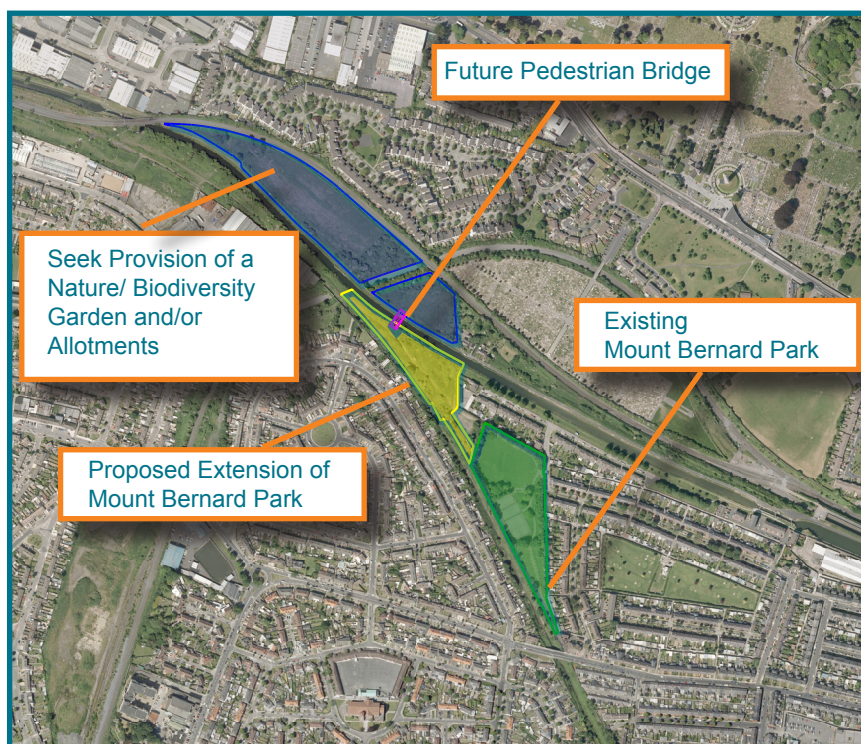 Future Pedestrian Bridge
Seek Provision of a
Nature/ Biodiversity
Garden and/or
Allotments
Existing
Mount Bernard Park
Proposed Extension of
Mount Bernard Park